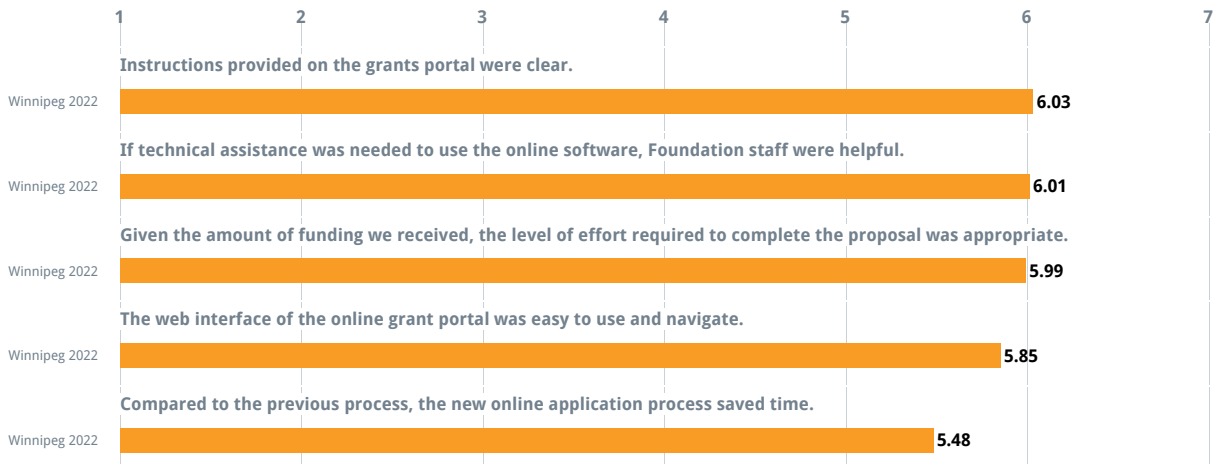 1 2 3 4 5 6 7
Instructions provided on the grants portal were clear.
Winnipeg 2022 6.03
If technical assistance was needed to use the online software, Foundation staff were helpful.
Winnipeg 2022 6.01
Given the amount of funding we received, the level of effort required to complete the proposal was appropriate.
Winnipeg 2022 5.99
The web interface of the online grant portal was easy to use and navigate.
Winnipeg 2022 5.85
Compared to the previous process, the new online application process saved time.
Winnipeg 2022 5.48